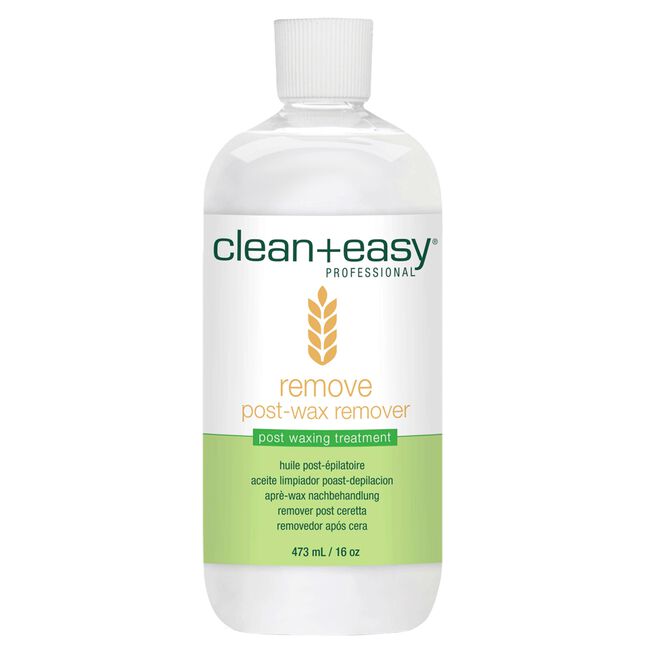 clean+easy®
PROFESSIONAL
remove
post-wax remover
post waxing treatment
huile post-épilatoire
aceite limpiador poast-depilacion
aprè-wax nachbehandlung
remover post ceretta
removedor após cera
473 mL / 16 oz